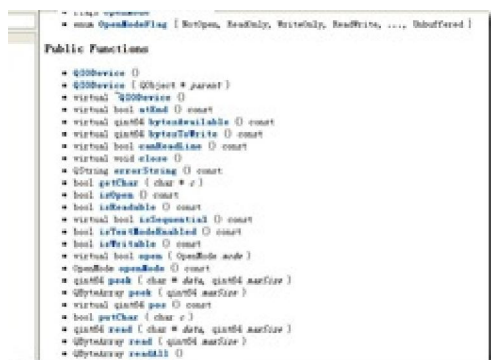 enum OpenModeFlag { NotOpen, ReadOnly, WriteOnly, ReadWrite, ..., Unbuffered }
Public Functions
QIODevice ()
QIODevice ( QObject * parent )
virtual ~QIODevice ()
virtual bool atEnd () const
virtual qint64 bytesAvailable () const
virtual qint64 bytesToWrite () const
virtual bool canReadLine () const
virtual void close ()
QString errorString () const
bool getChar ( char * c )
bool isOpen () const
bool isReadable () const
virtual bool isSequential () const
bool isTextModeEnabled () const
bool isWritable () const
virtual bool open ( OpenMode mode )
OpenMode openMode () const
qint64 peek ( char * data, qint64 maxSize )
QByteArray peek ( qint64 maxSize )
virtual qint64 pos () const
bool putChar ( char c )
qint64 read ( char * data, qint64 maxSize )
QByteArray read ( qint64 maxSize )
QByteArray readAll ()